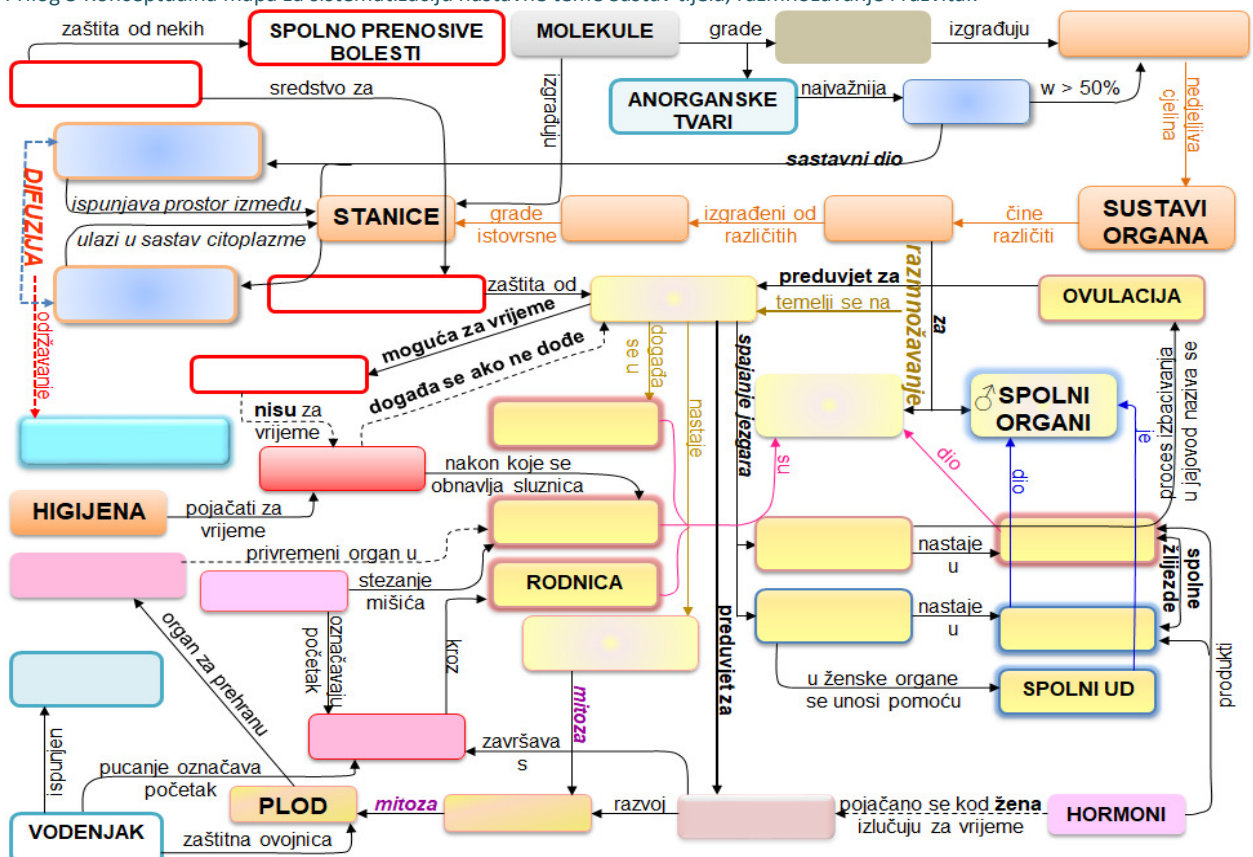 zaštita od nekih
SPOLNO PRENOSIVE
BOLESTI
MOLEKULE
grade
izgrađuju
sredstvo za
izgrađuju
ANORGANSKE
TVARI
najvažnija
w > 50%
nedjeljiva
cjelina
sastavni dio
DIFUZIJA
ispunjava prostor između
STANICE
grade
istovrsne
izgrađeni od
različitih
čine
različiti
SUSTAVI
ORGANA
ulazi u sastav citoplazme
zaštita od
preduvjet za
OVULACIJA
temelji se na
razmnožavanje
za
održavanje
moguća za vrijeme
događa se ako ne dođe
događa
se u
nastaje
spajanje jezgara
proces izbacivanja
u povoljnu puzniva se
nisu za
vrijeme
♂ SPOLNI
ORGANI
su
dio
dio
je
nakon koje se
obnavlja sluznica
HIGIJENA
pojačati za
vrijeme
privremeni organ u
stezanje
mišića
RODNICA
nastaje
u
spolne
žlijezde
organ za prehranu
označavaju
početak
kroz
preduvjet za
nastaje
u
produkti
u ženske organe
se unosi pomoću
SPOLNI UD
mitoza
ispunjen
pucanje označava
početak
završava
s
PLOD
mitoza
razvoj
pojačano se kod žena
izlučuju za vrijeme
HORMONI
VODENJAK
zaštitna ovojnica